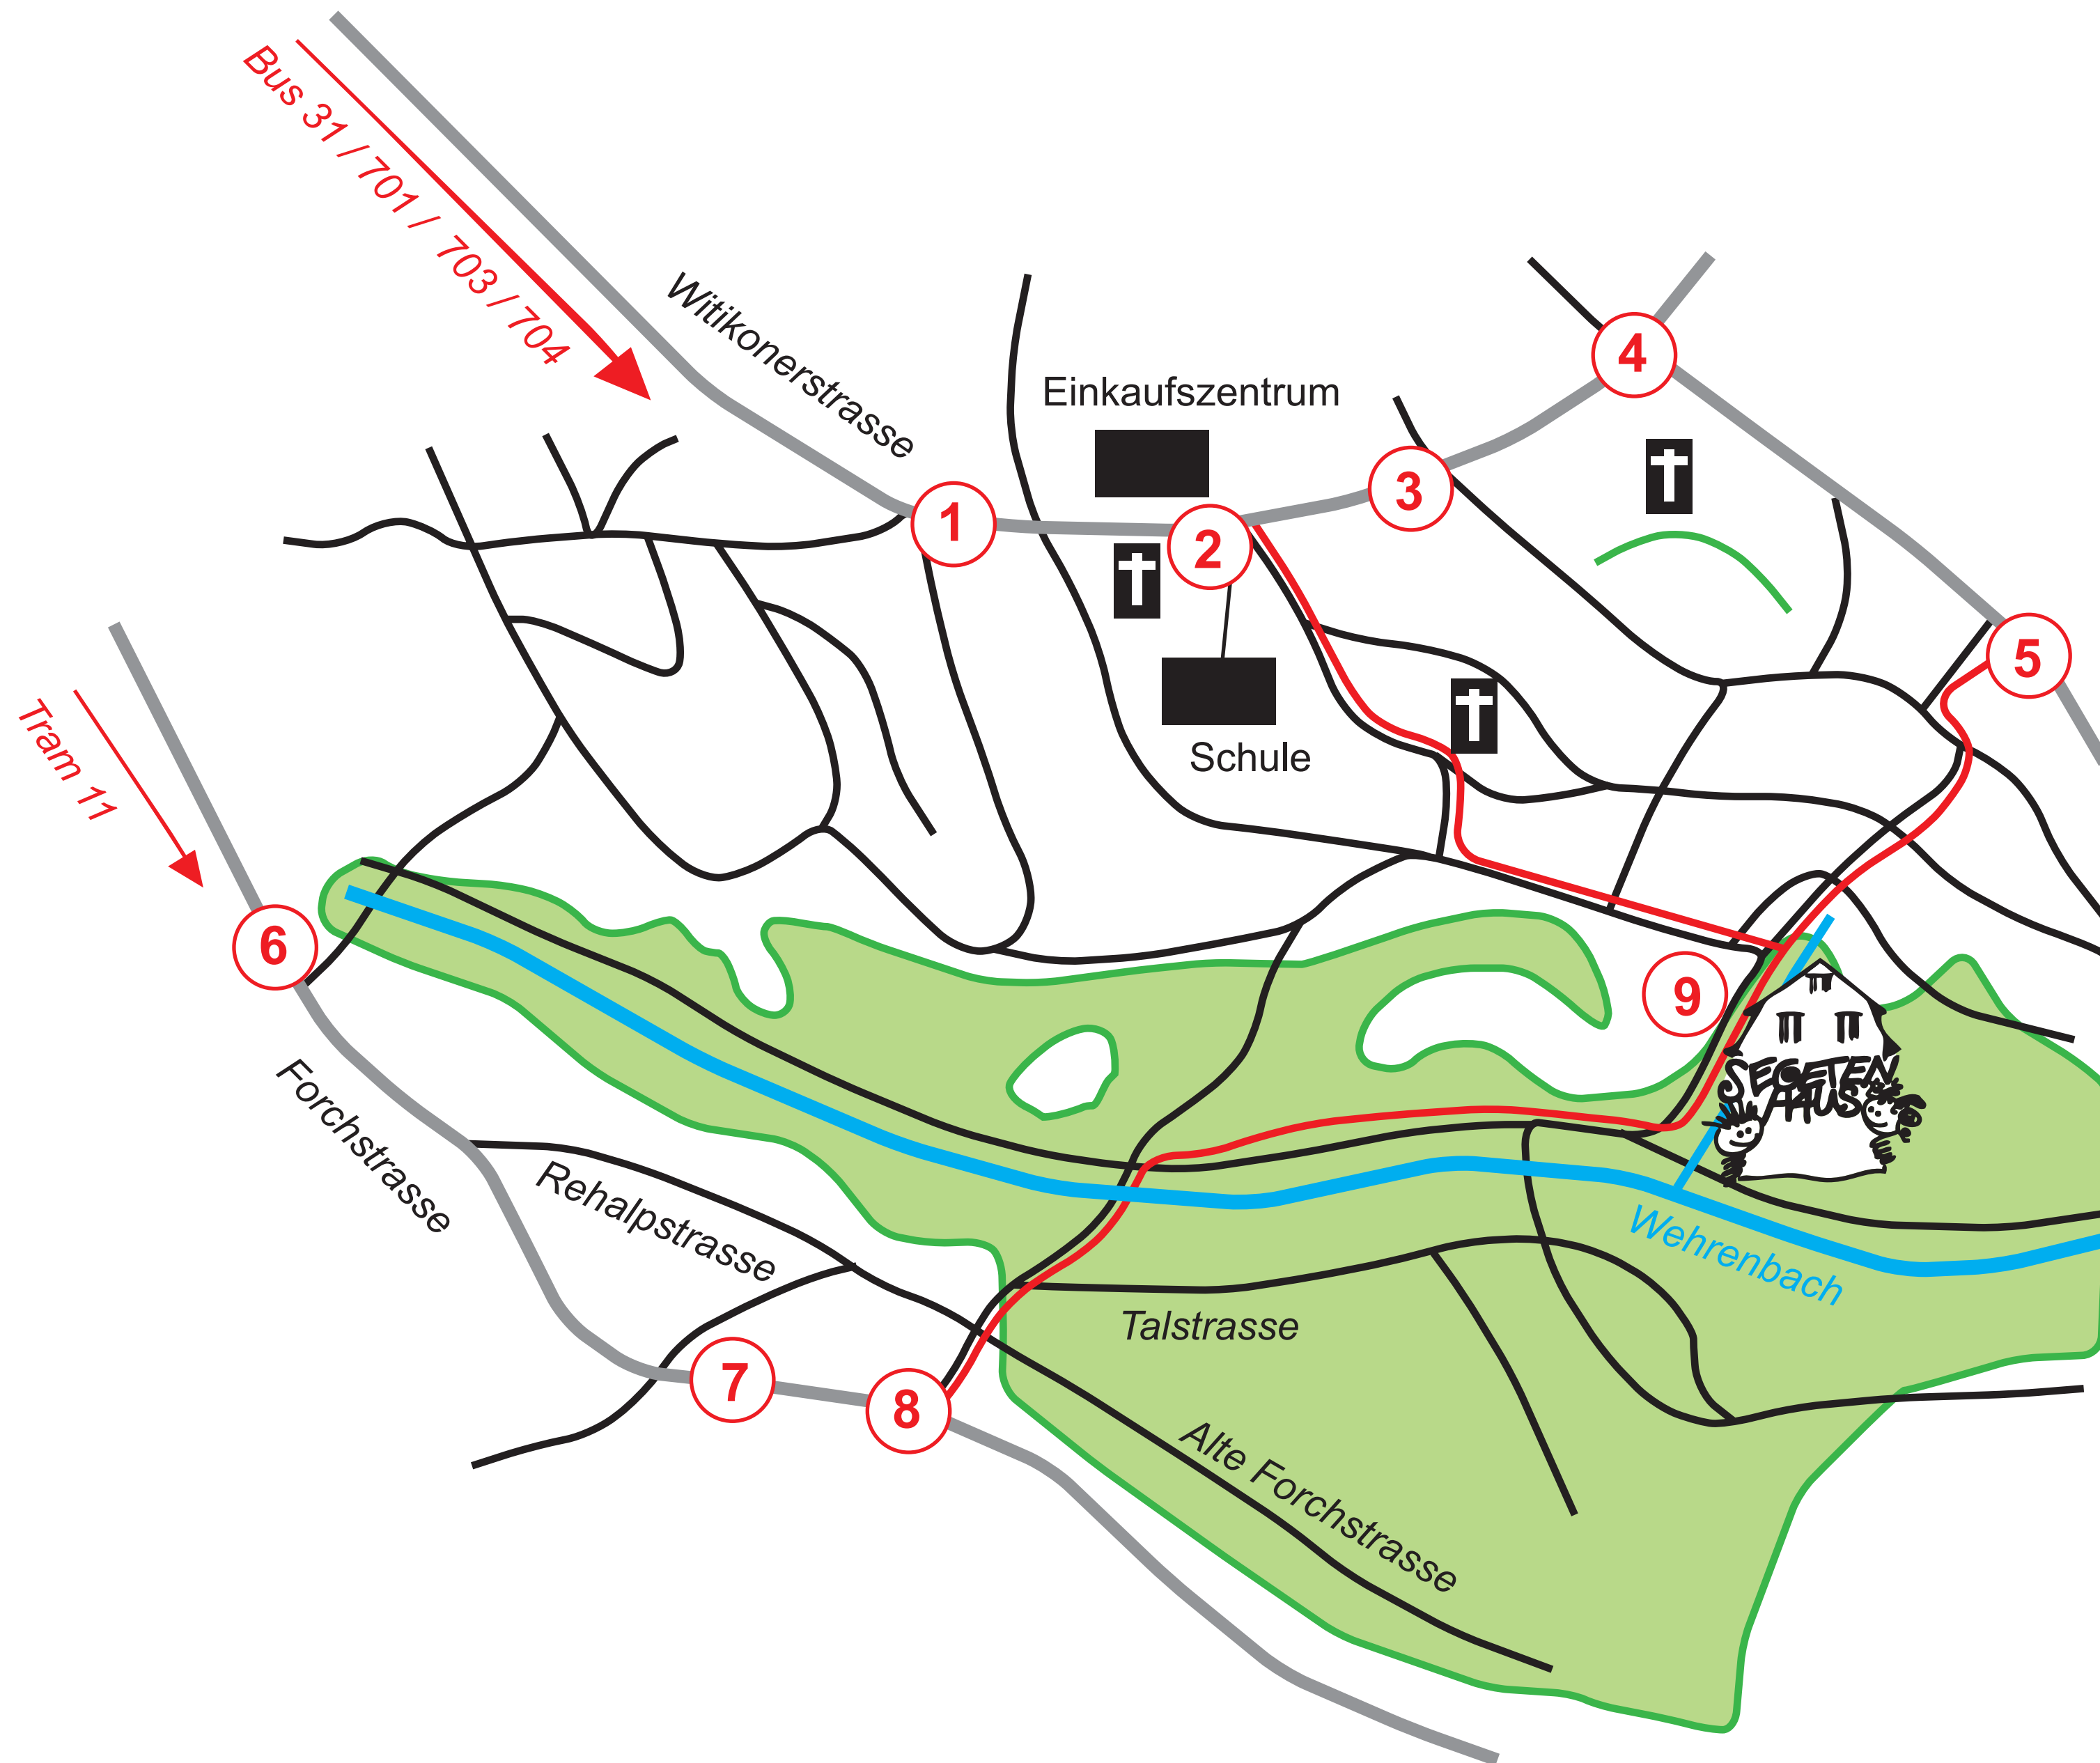 Bus 31 / 701 / 703 / 704
Witikonerstrasse
Einkaufszentrum
4
3
1
2
5
Schule
Tram 11
6
9
SEGETEN
HUS
Forchstrasse
Rehalpstrasse
Wehrenbach
Talstrasse
7
8
Alte Forchstrasse